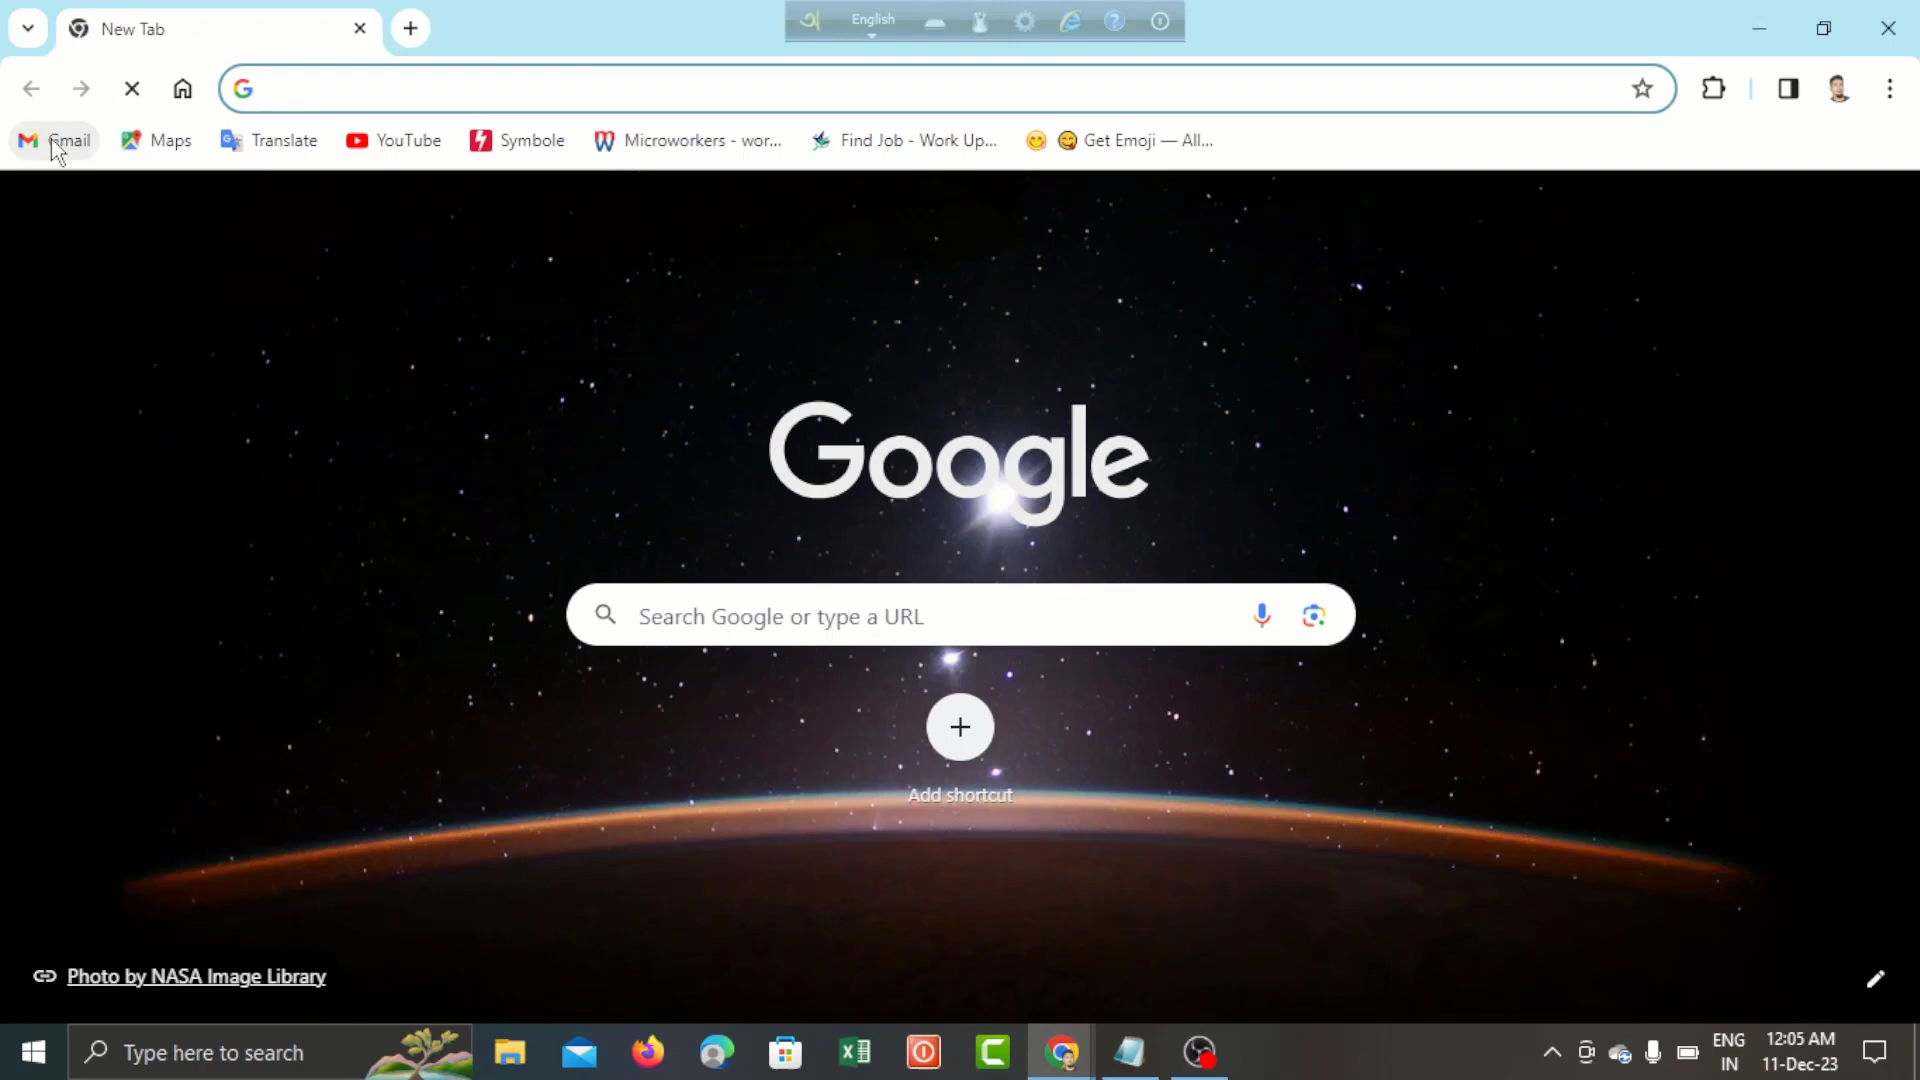 New Tab
অ English
Gmail Maps Translate YouTube Symbole Microworkers - wor... Find Job - Work Up... Get Emoji — All...
Google
Search Google or type a URL
Add shortcut
Photo by NASA Image Library
Type here to search
ENG 12:05 AM
IN 11-Dec-23